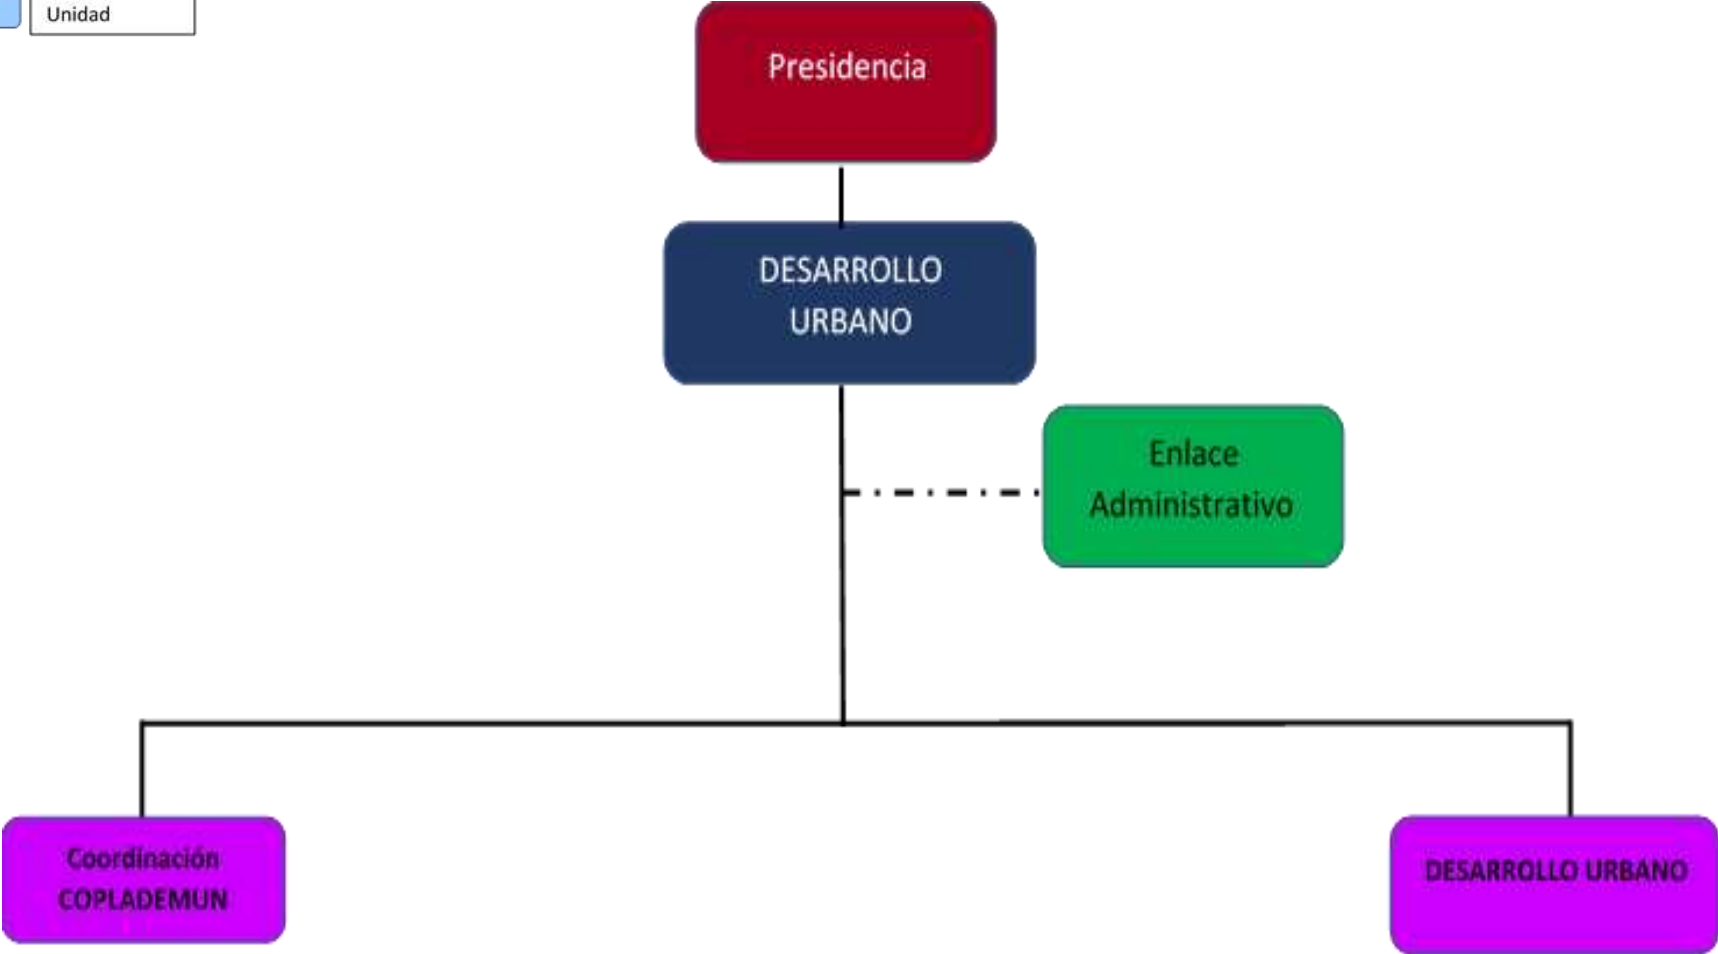 Unidad
Presidencia
DESARROLLO
URBANO
Enlace
Administrativo
Coordinación
COPLADEMUN
DESARROLLO URBANO